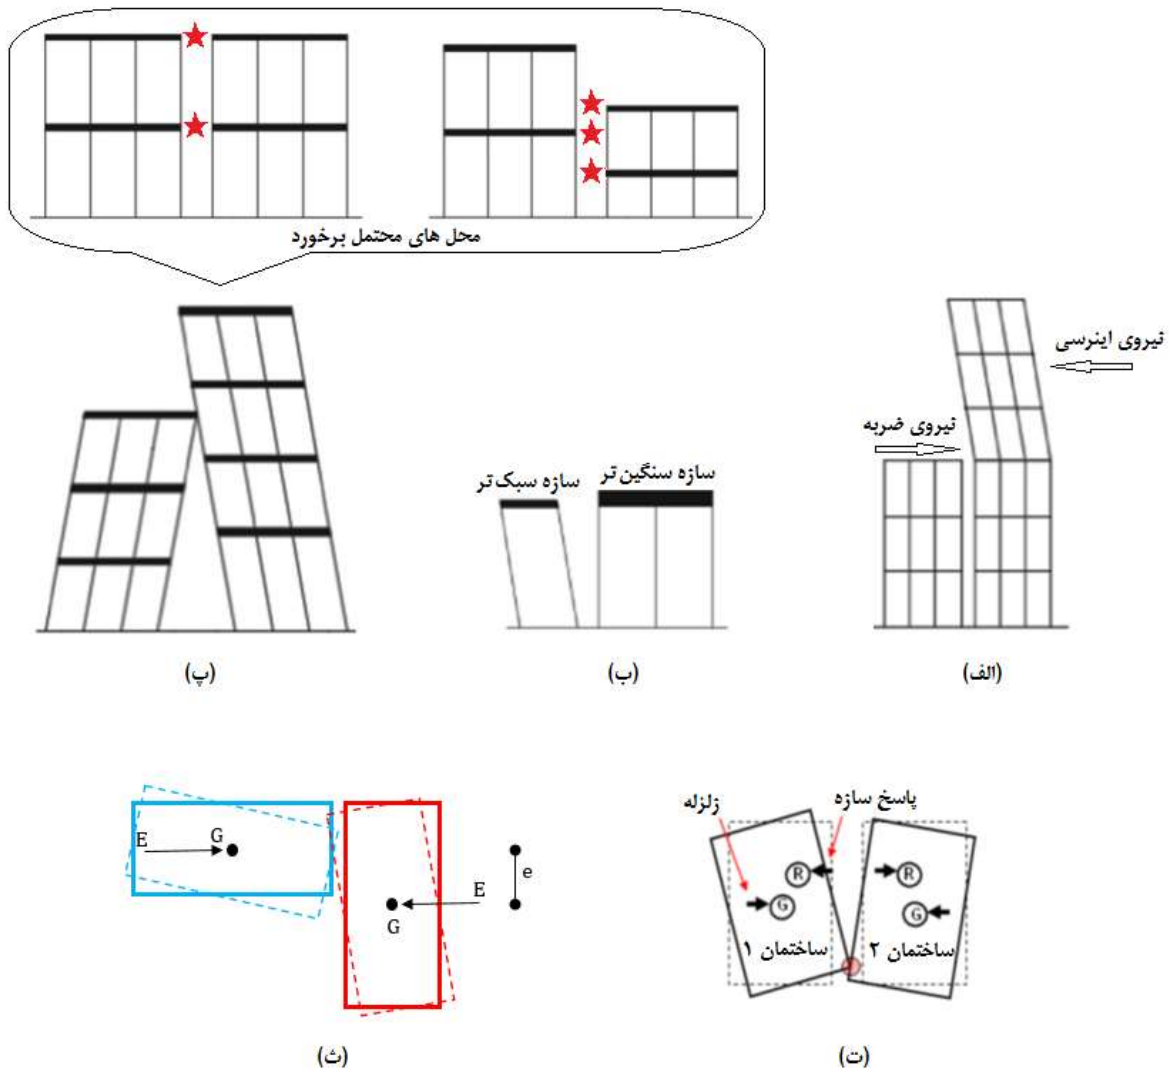 محل های محتمل برخورد
نیروی اینرسی
نیروی ضربه
سازه سنگین تر
سازه سبک تر
(الف)
(ب)
(پ)
زلزله
پاسخ سازه
R
G
R
G
ساختمان ۱
ساختمان ۲
E
G
E
G
e
(ت)
(ث)